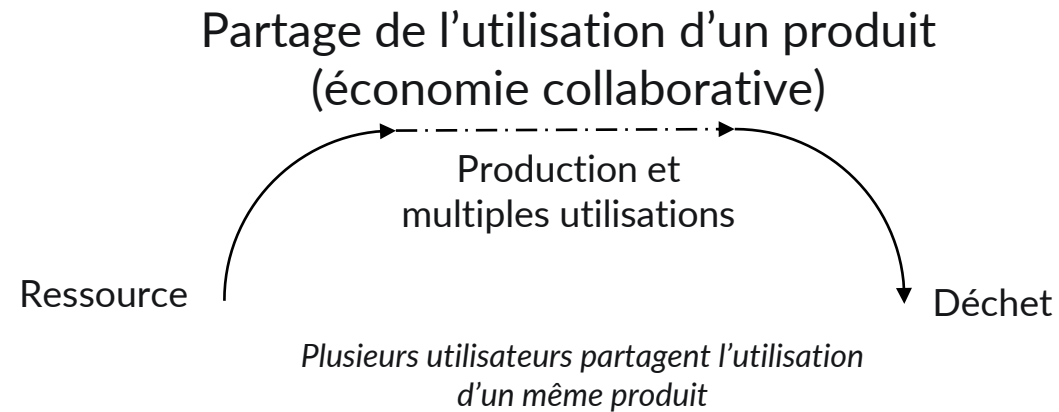 Partage de l’utilisation d’un produit
(économie collaborative)
Production et
multiples utilisations
Ressource
Déchet
Plusieurs utilisateurs partagent l’utilisation
d’un même produit